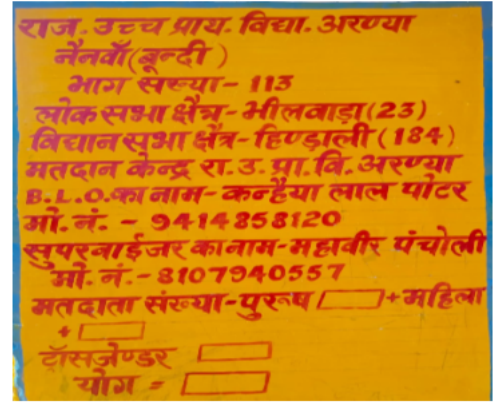 राज. उच्च प्राय. विद्या. अरण्या
नैनवाँ(बून्दी)
भाग संख्या- 113
लोक सभा क्षैत्र-भीलवाड़ा(23)
विधान सभा क्षैत्र-हिण्डोली(184)
मतदान केन्द्र रा.उ.प्रा.वि.अरण्या
B.L.O.का नाम-कन्हैया लाल पोटर
मो.नं. - 9414858120
सुपरवाईजर का नाम-महावीर पंचोली
मो.नं.-8107940557
मतदाता संख्या-पुरूष +महिला
+
ट्रॉसजेण्डर
योग =